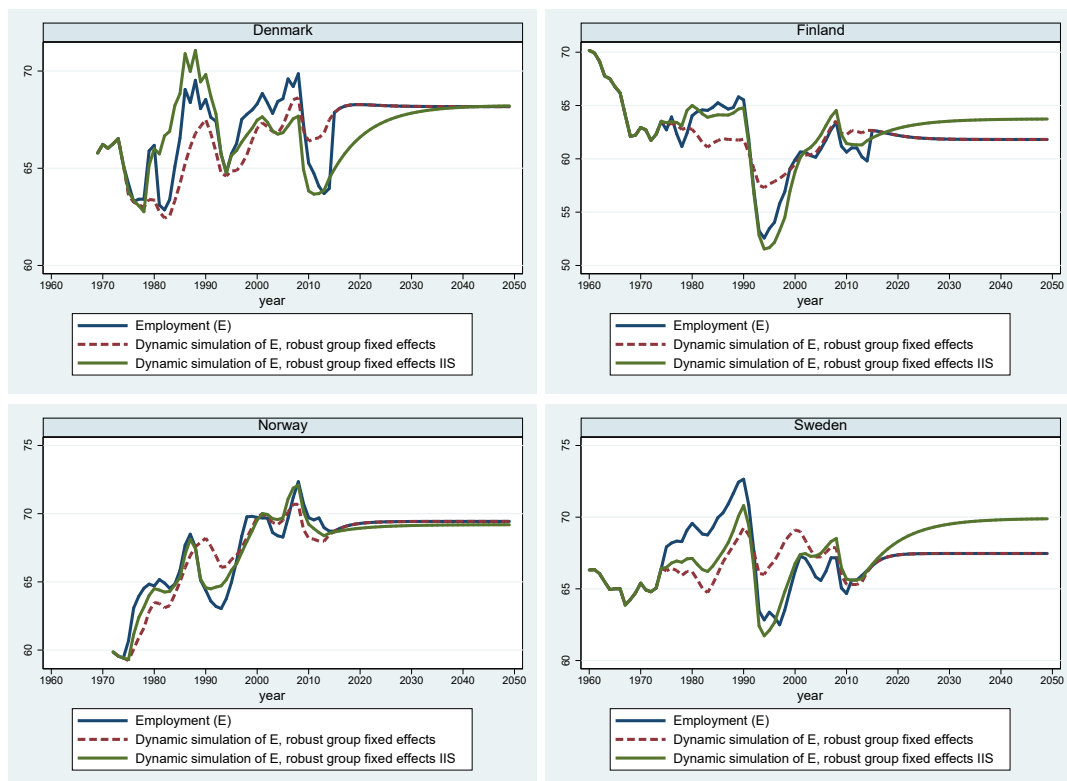 Denmark
70
65
60
1960 1970 1980 1990 2000 2010 2020 2030 2040 2050
year
Employment (E)
Dynamic simulation of E, robust group fixed effects
Dynamic simulation of E, robust group fixed effects IIS
Finland
70
65
60
55
50
1960 1970 1980 1990 2000 2010 2020 2030 2040 2050
year
Employment (E)
Dynamic simulation of E, robust group fixed effects
Dynamic simulation of E, robust group fixed effects IIS
Norway
75
70
65
60
1960 1970 1980 1990 2000 2010 2020 2030 2040 2050
year
Employment (E)
Dynamic simulation of E, robust group fixed effects
Dynamic simulation of E, robust group fixed effects IIS
Sweden
75
70
65
60
1960 1970 1980 1990 2000 2010 2020 2030 2040 2050
year
Employment (E)
Dynamic simulation of E, robust group fixed effects
Dynamic simulation of E, robust group fixed effects IIS